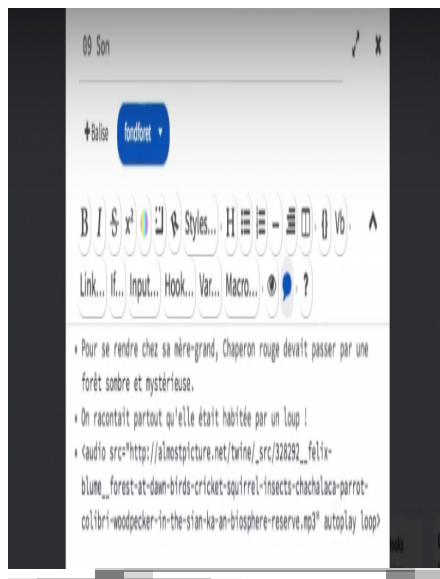 09 Son
+Balise fondforet
B I S x² Styles... H {} Vb
Link... If... Input... Hook... Var... Macro... ?
• Pour se rendre chez sa mère-grand, Chaperon rouge devait passer par une
forêt sombre et mystérieuse.
• On racontait partout qu'elle était habitée par un loup !
• <audio src="http://almostpicture.net/twine/_src/328292__felix-
blume__forest-at-dawn-birds-cricket-squirrel-insects-chachalaca-parrot-
colibri-woodpecker-in-the-sian-ka-an-biosphere-reserve.mp3" autoplay loop>